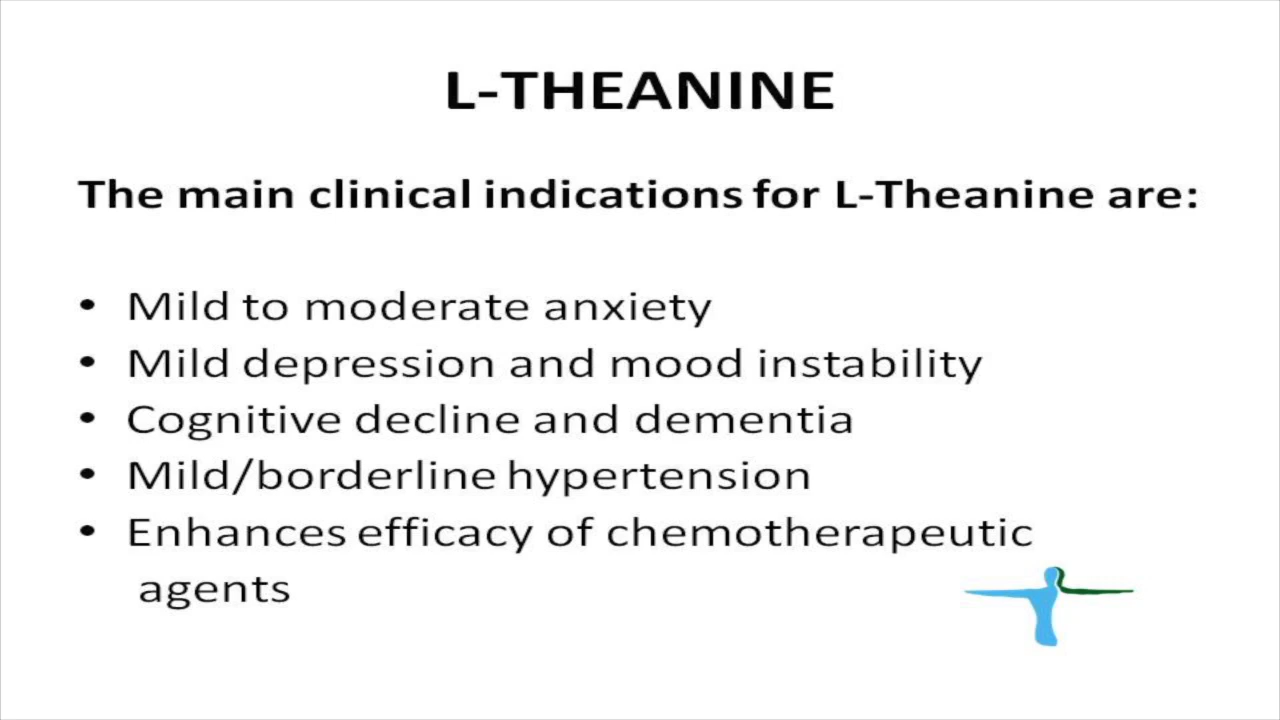 L-THEANINE
The main clinical indications for L-Theanine are:
• Mild to moderate anxiety
• Mild depression and mood instability
• Cognitive decline and dementia
• Mild/borderline hypertension
• Enhances efficacy of chemotherapeutic
agents